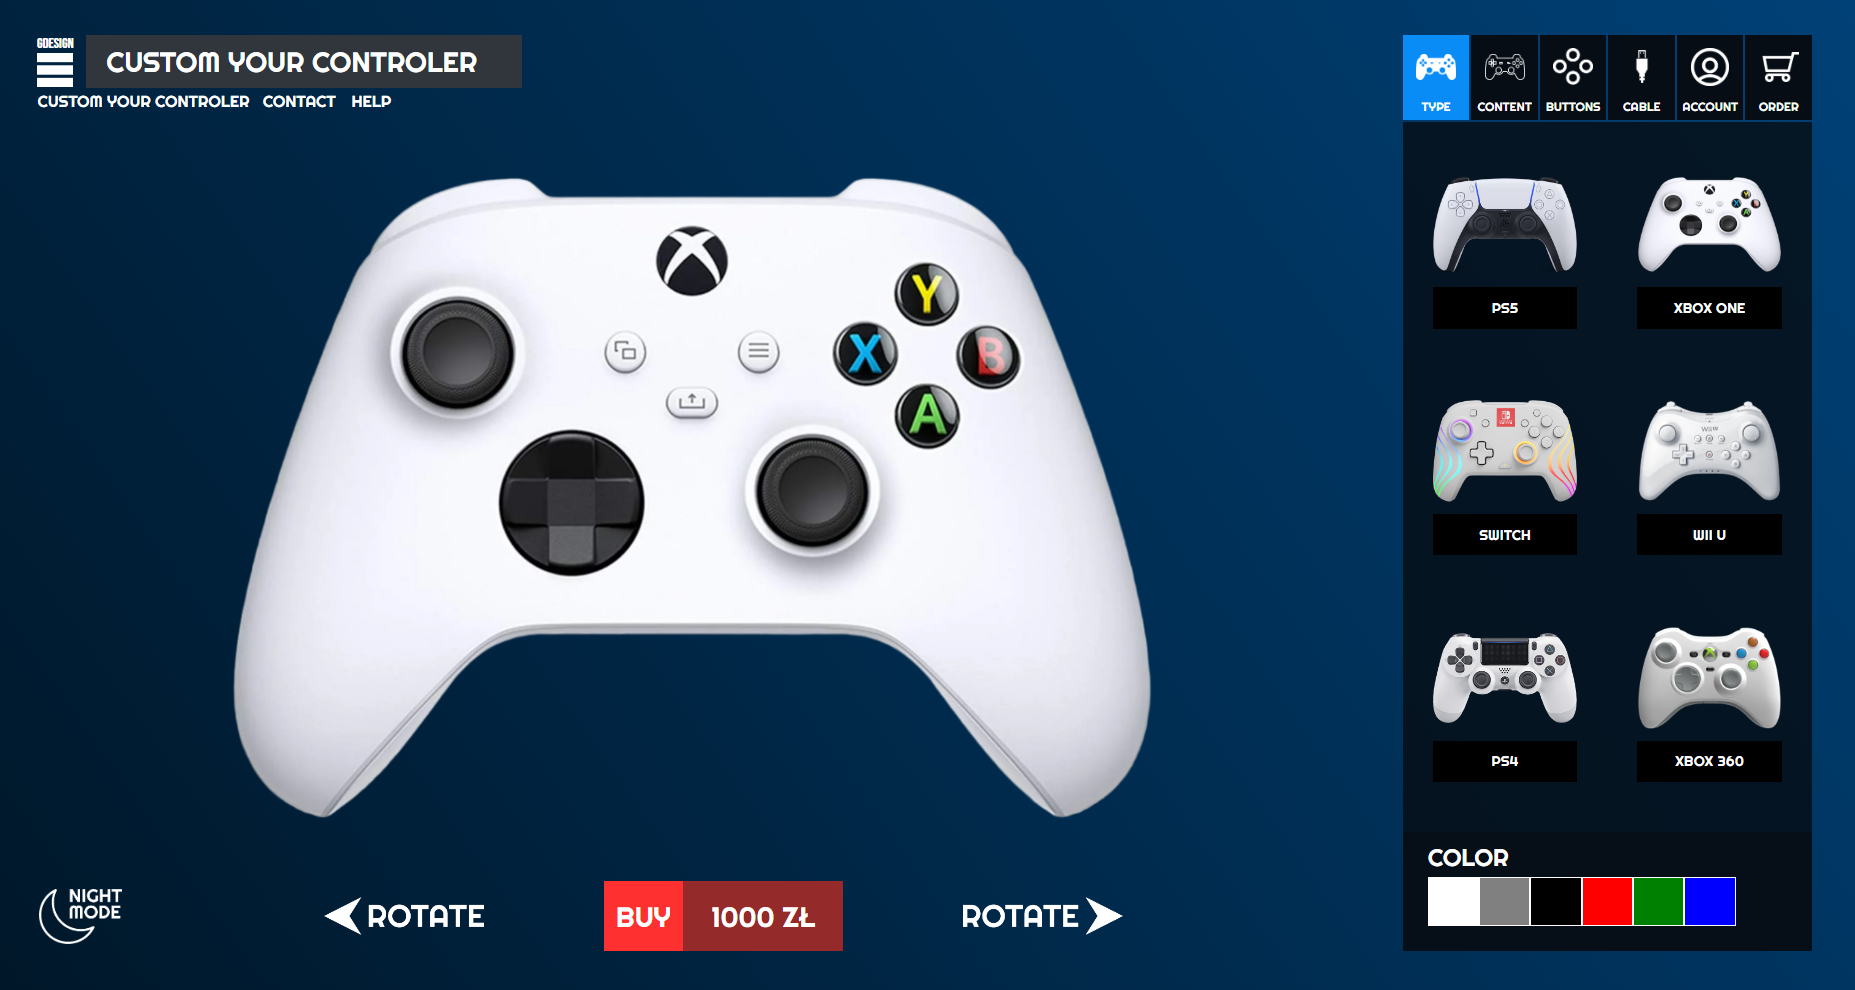 GDESIGN
CUSTOM YOUR CONTROLER
CUSTOM YOUR CONTROLER CONTACT HELP
TYPE CONTENT BUTTONS CABLE ACCOUNT ORDER
Y
X B
A
PS5 XBOX ONE
SWITCH WII U
PS4 XBOX 360
COLOR
NIGHT
MODE
ROTATE BUY 1000 ZŁ ROTATE